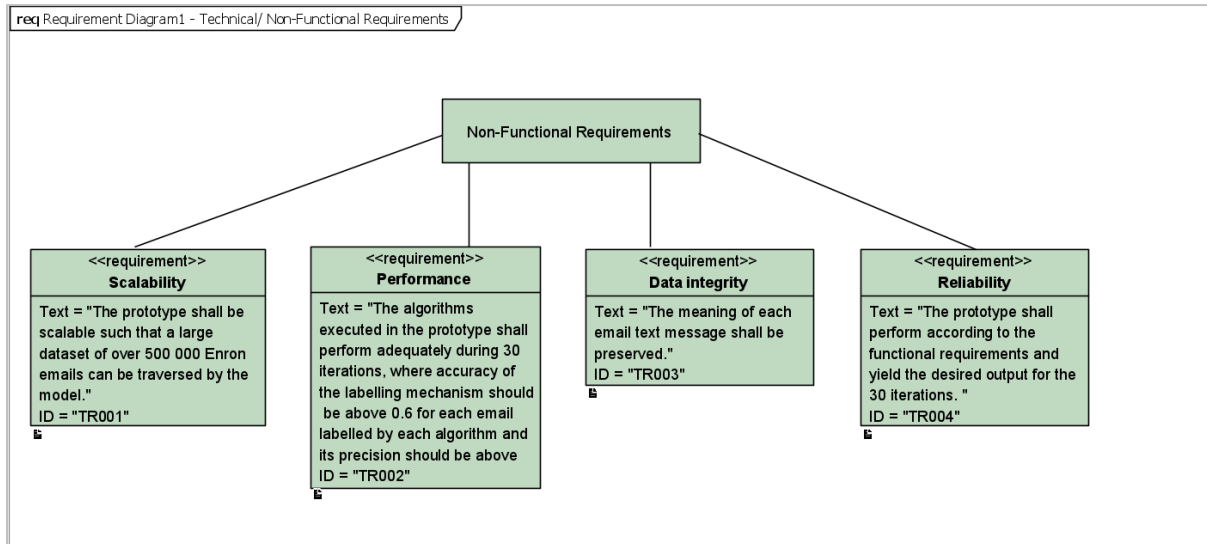 req Requirement Diagram1 - Technical/ Non-Functional Requirements
Non-Functional Requirements
<<requirement>>
Scalability
Text = "The prototype shall be
scalable such that a large
dataset of over 500 000 Enron
emails can be traversed by the
model."
ID = "TR001"
<<requirement>>
Performance
Text = "The algorithms
executed in the prototype shall
perform adequately during 30
iterations, where accuracy of
the labelling mechanism should
be above 0.6 for each email
labelled by each algorithm and
its precision should be above
ID = "TR002"
<<requirement>>
Data integrity
Text = "The meaning of each
email text message shall be
preserved."
ID = "TR003"
<<requirement>>
Reliability
Text = "The prototype shall
perform according to the
functional requirements and
yield the desired output for the
30 iterations. "
ID = "TR004"